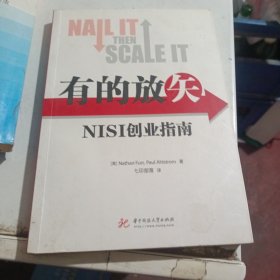 NAIL IT
THEN
SCALE IT
有的放矢
NISI创业指南
[美] Nathan Furr, Paul Ahlstrom 著
七印部落 译
华中科技大学出版社